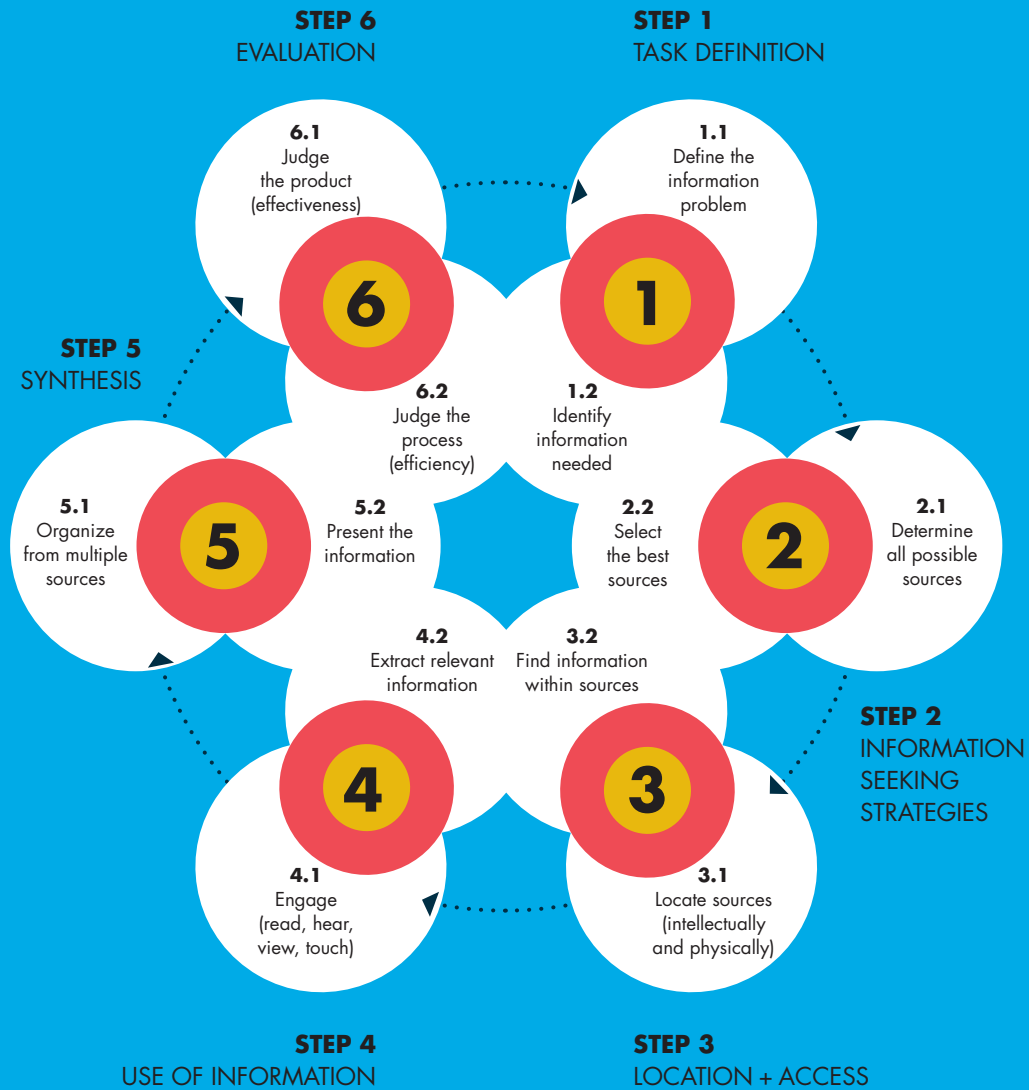 STEP 6
EVALUATION
STEP 1
TASK DEFINITION
6.1
Judge
the product
(effectiveness)
1.1
Define the
information
problem
6
1
STEP 5
SYNTHESIS
6.2
Judge the
process
(efficiency)
1.2
Identify
information
needed
5.1
Organize
from multiple
sources
5
5.2
Present the
information
2.2
Select
the best
sources
2
2.1
Determine
all possible
sources
4.2
Extract relevant
information
3.2
Find information
within sources
STEP 2
INFORMATION
SEEKING
STRATEGIES
4
3
4.1
Engage
(read, hear,
view, touch)
3.1
Locate sources
(intellectually
and physically)
STEP 4
USE OF INFORMATION
STEP 3
LOCATION + ACCESS